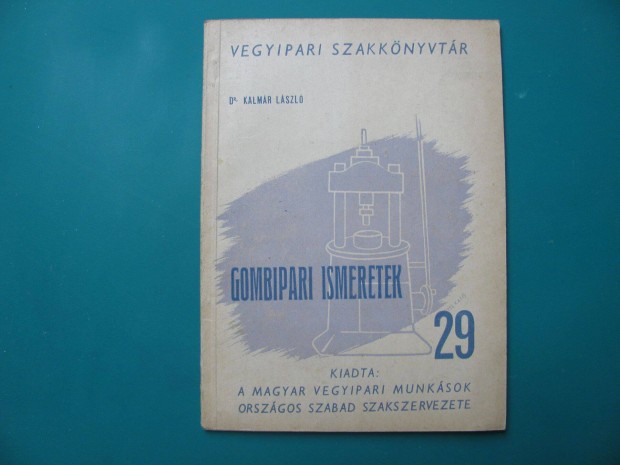 VEGYIPARI SZAKKÖNYVTÁR
Dr. KALMÁR LÁSZLÓ
GOMBIPARI ISMERETEK
29
KIADTA:
A MAGYAR VEGYIPARI MUNKÁSOK
ORSZÁGOS SZABAD SZAKSZERVEZETE